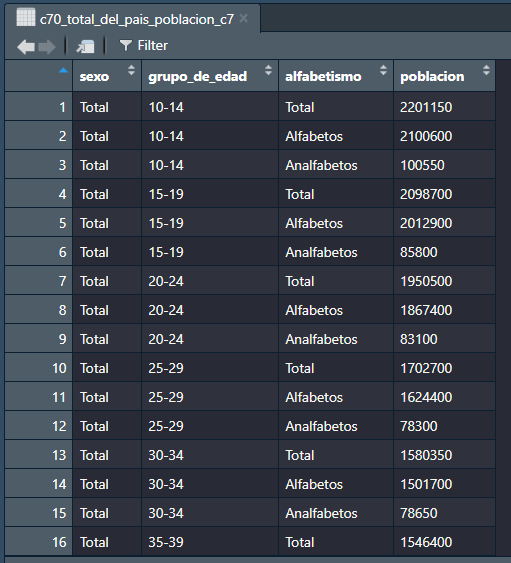 c70_total_del_pais_poblacion_c7
Filter
sexo grupo_de_edad alfabetismo poblacion
1 Total 10-14 Total 2201150
2 Total 10-14 Alfabetos 2100600
3 Total 10-14 Analfabetos 100550
4 Total 15-19 Total 2098700
5 Total 15-19 Alfabetos 2012900
6 Total 15-19 Analfabetos 85800
7 Total 20-24 Total 1950500
8 Total 20-24 Alfabetos 1867400
9 Total 20-24 Analfabetos 83100
10 Total 25-29 Total 1702700
11 Total 25-29 Alfabetos 1624400
12 Total 25-29 Analfabetos 78300
13 Total 30-34 Total 1580350
14 Total 30-34 Alfabetos 1501700
15 Total 30-34 Analfabetos 78650
16 Total 35-39 Total 1546400